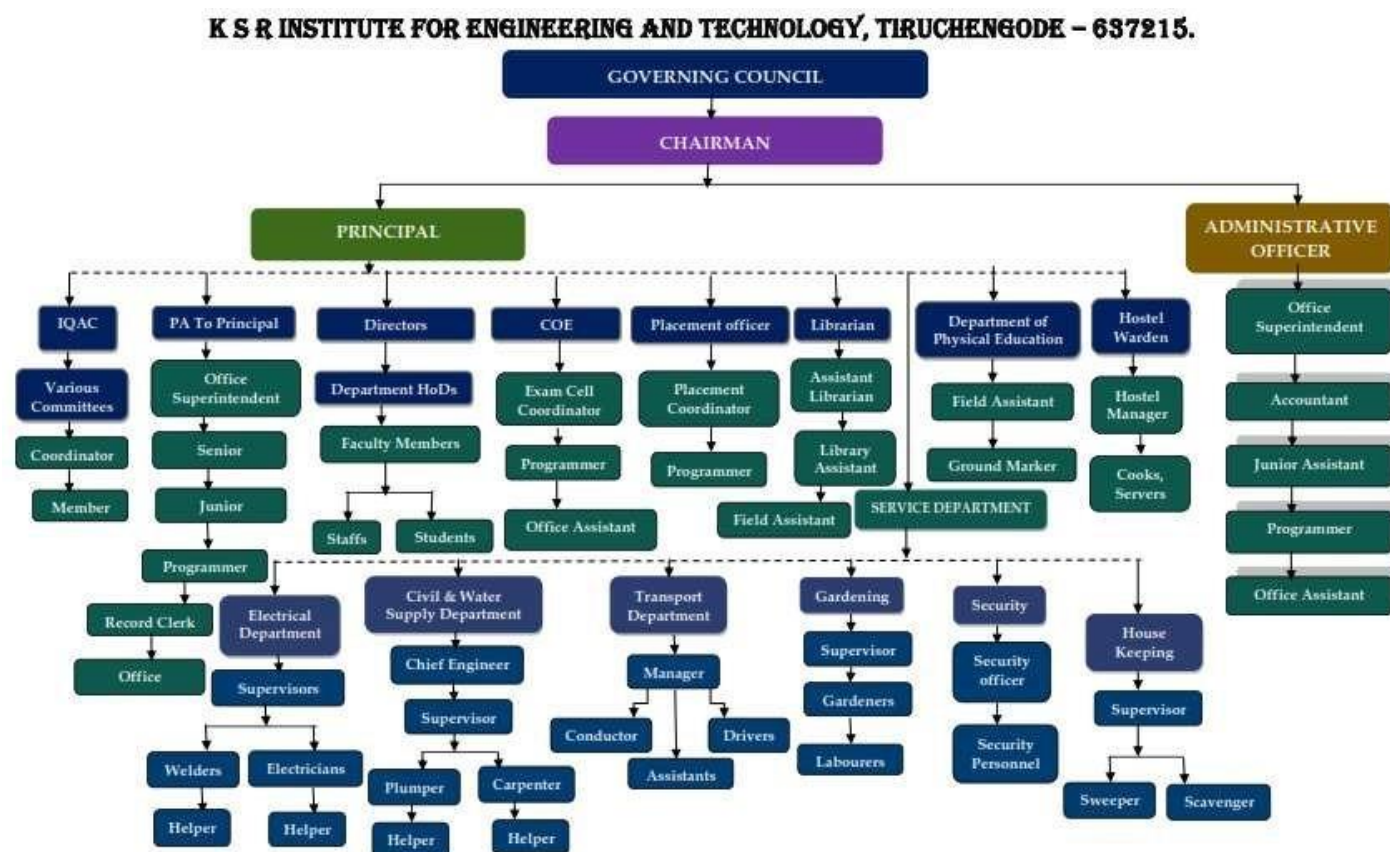 K S R INSTITUTE FOR ENGINEERING AND TECHNOLOGY, TIRUCHENGODE – 637215.
GOVERNING COUNCIL
CHAIRMAN
PRINCIPAL
ADMINISTRATIVE
OFFICER
IQAC
Various
Committees
Coordinator
Member
PA To Principal
Office
Superintendent
Senior
Junior
Programmer
Record Clerk
Office
Directors
Department HoDs
Faculty Members
Staffs
Students
COE
Exam Cell
Coordinator
Programmer
Office Assistant
Placement officer
Placement
Coordinator
Programmer
Librarian
Assistant
Librarian
Library
Assistant
Field Assistant
SERVICE DEPARTMENT
Department of
Physical Education
Field Assistant
Ground Marker
Hostel
Warden
Hostel
Manager
Cooks,
Servers
Office
Superintendent
Accountant
Junior Assistant
Programmer
Office Assistant
Electrical
Department
Supervisors
Welders
Helper
Electricians
Helper
Civil & Water
Supply Department
Chief Engineer
Supervisor
Plumper
Helper
Carpenter
Helper
Transport
Department
Manager
Conductor
Assistants
Drivers
Gardening
Supervisor
Gardeners
Labourers
Security
Security
officer
Security
Personnel
House
Keeping
Supervisor
Sweeper
Scavenger